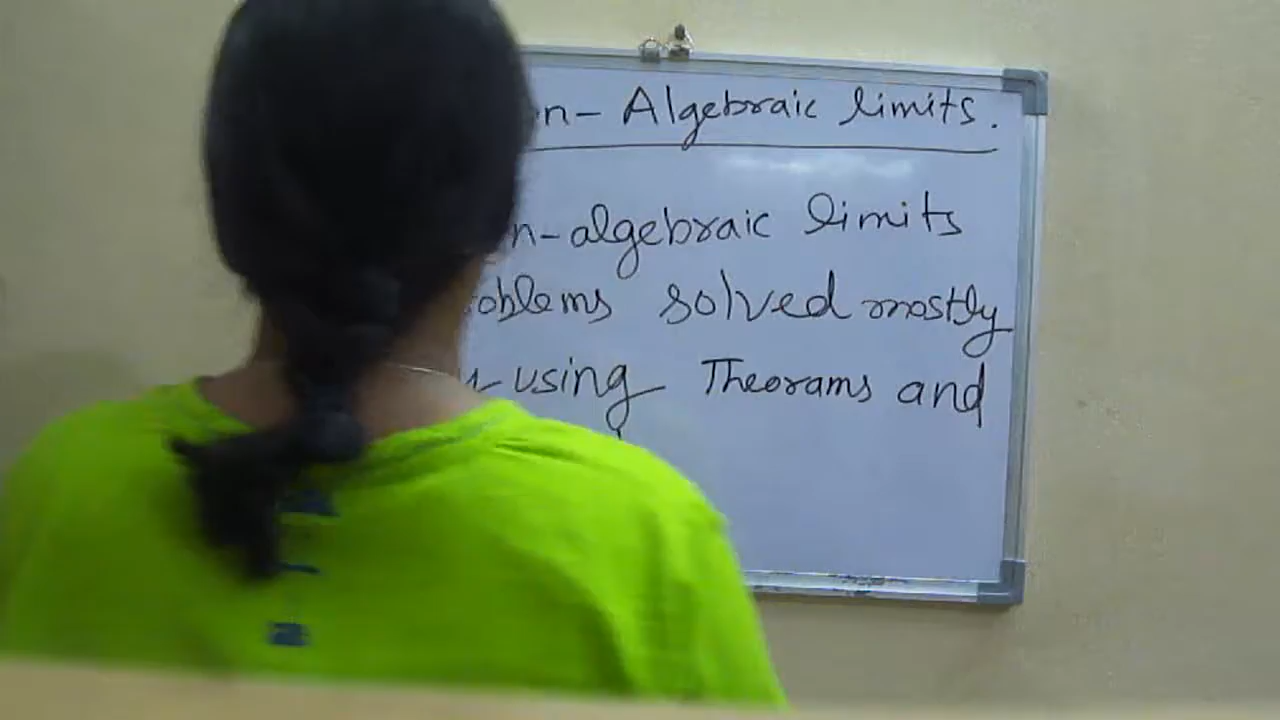 n- Algebraic limits.
n-algebraic limits
oblems solved mostly
using Theorams and